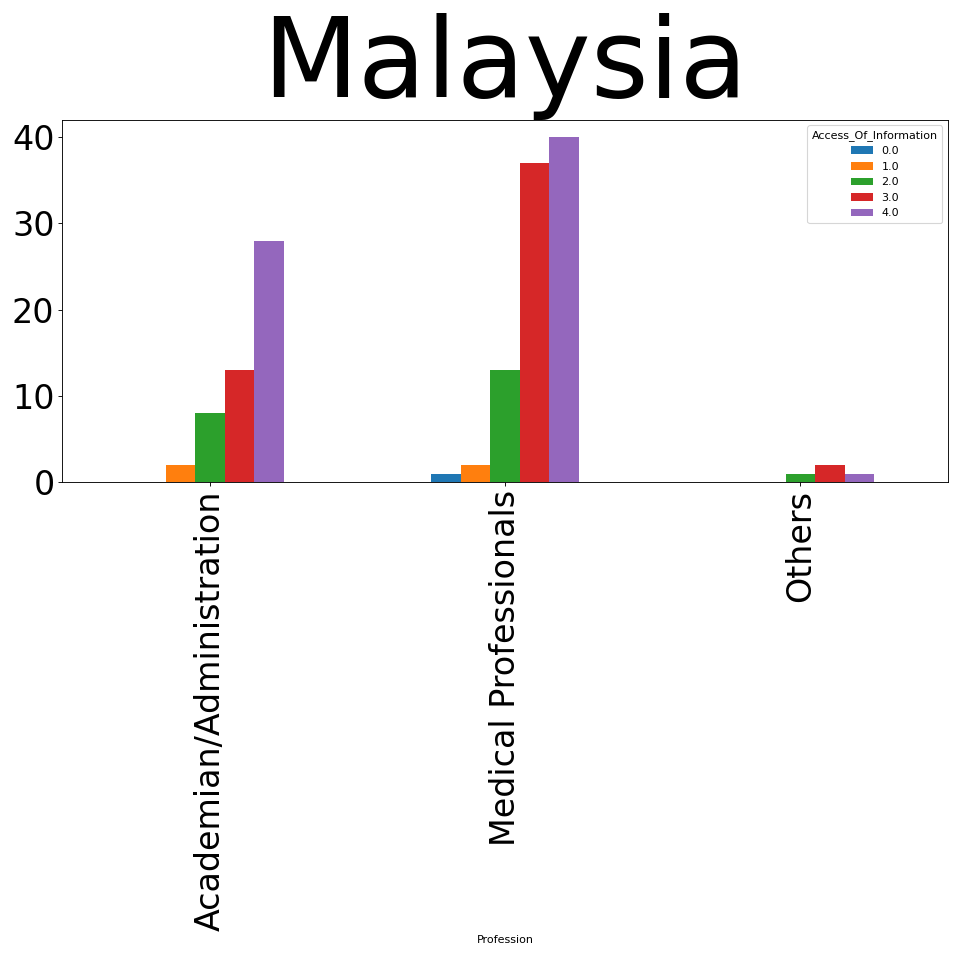 Malaysia
Access_Of_Information
0.0
1.0
2.0
3.0
4.0
40
30
20
10
0
Academian/Administration
Medical Professionals
Others
Profession